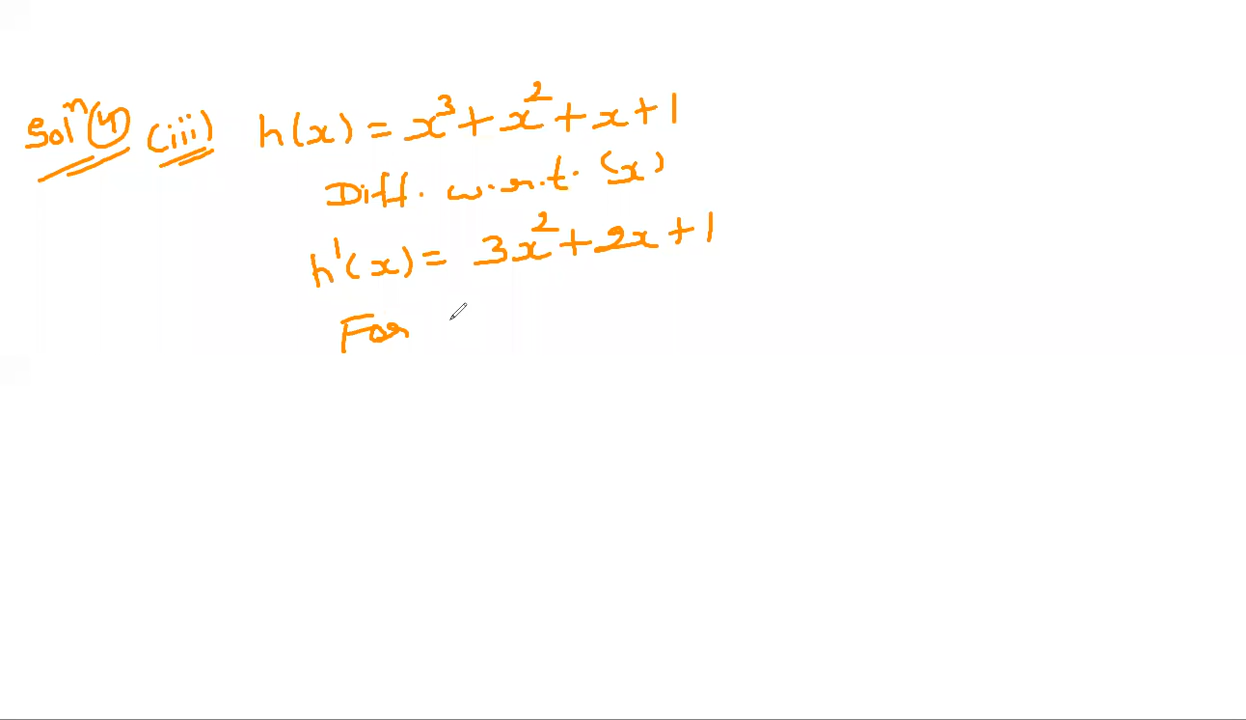 Solⁿ (4) (iii) h(x) = x³ + x² + x + 1
Diff. w.r.t. (x)
h'(x) = 3x² + 2x + 1
For